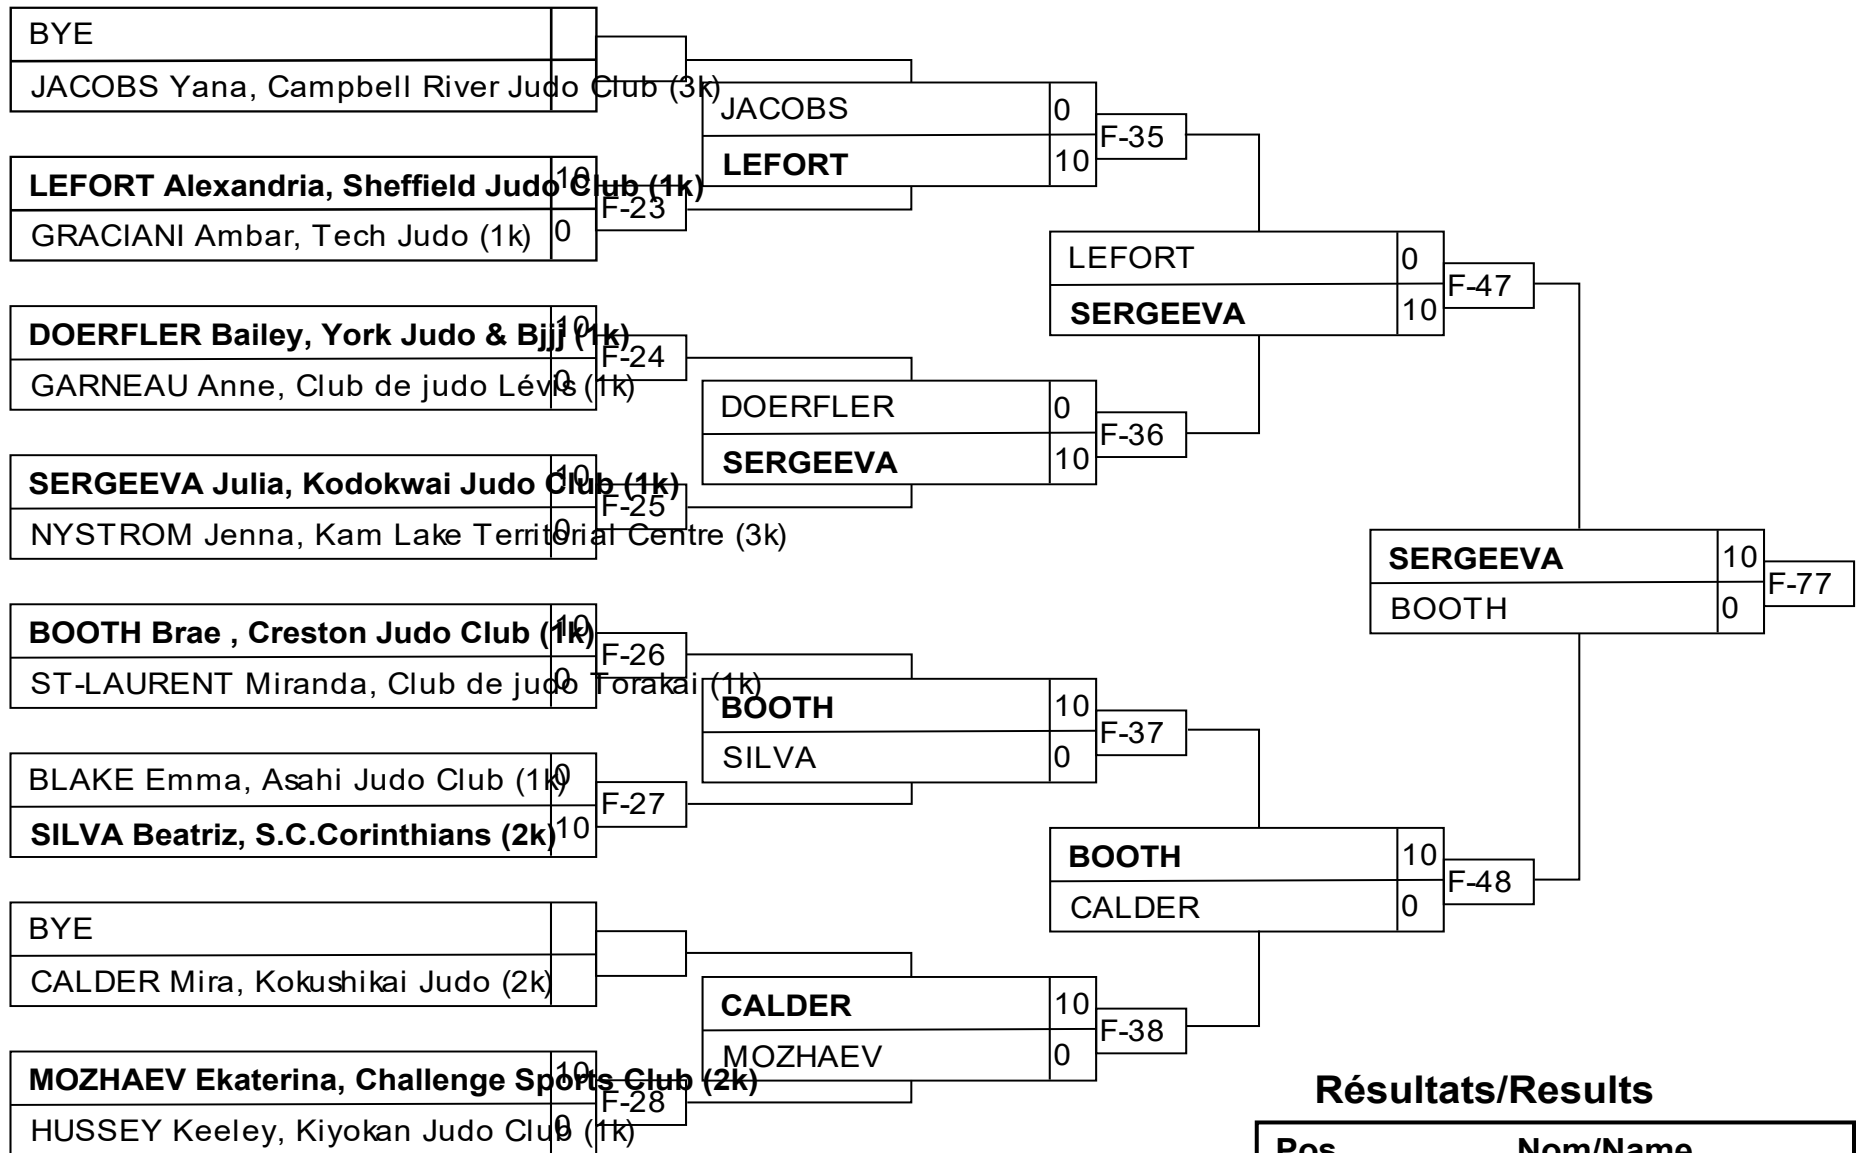 BYE
JACOBS Yana, Campbell River Judo Club (3k)
LEFORT Alexandria, Sheffield Judo Club (1k) 10
GRACIANI Ambar, Tech Judo (1k) 0
F-23
DOERFLER Bailey, York Judo & Bjjj (1k) 10
GARNEAU Anne, Club de judo Lévis (1k) 0
F-24
SERGEEVA Julia, Kodokwai Judo Club (1k) 10
NYSTROM Jenna, Kam Lake Territorial Centre (3k) 0
F-25
BOOTH Brae , Creston Judo Club (1k) 10
ST-LAURENT Miranda, Club de judo Torakai (1k) 0
F-26
BLAKE Emma, Asahi Judo Club (1k) 0
SILVA Beatriz, S.C.Corinthians (2k) 10
F-27
BYE
CALDER Mira, Kokushikai Judo (2k)
MOZHAEV Ekaterina, Challenge Sports Club (2k) 10
HUSSEY Keeley, Kiyokan Judo Club (1k) 0
F-28
JACOBS 0
LEFORT 10
F-35
DOERFLER 0
SERGEEVA 10
F-36
BOOTH 10
SILVA 0
F-37
CALDER 10
MOZHAEV 0
F-38
LEFORT 0
SERGEEVA 10
F-47
BOOTH 10
CALDER 0
F-48
SERGEEVA 10
BOOTH 0
F-77
Résultats/Results
Pos Nom/Name